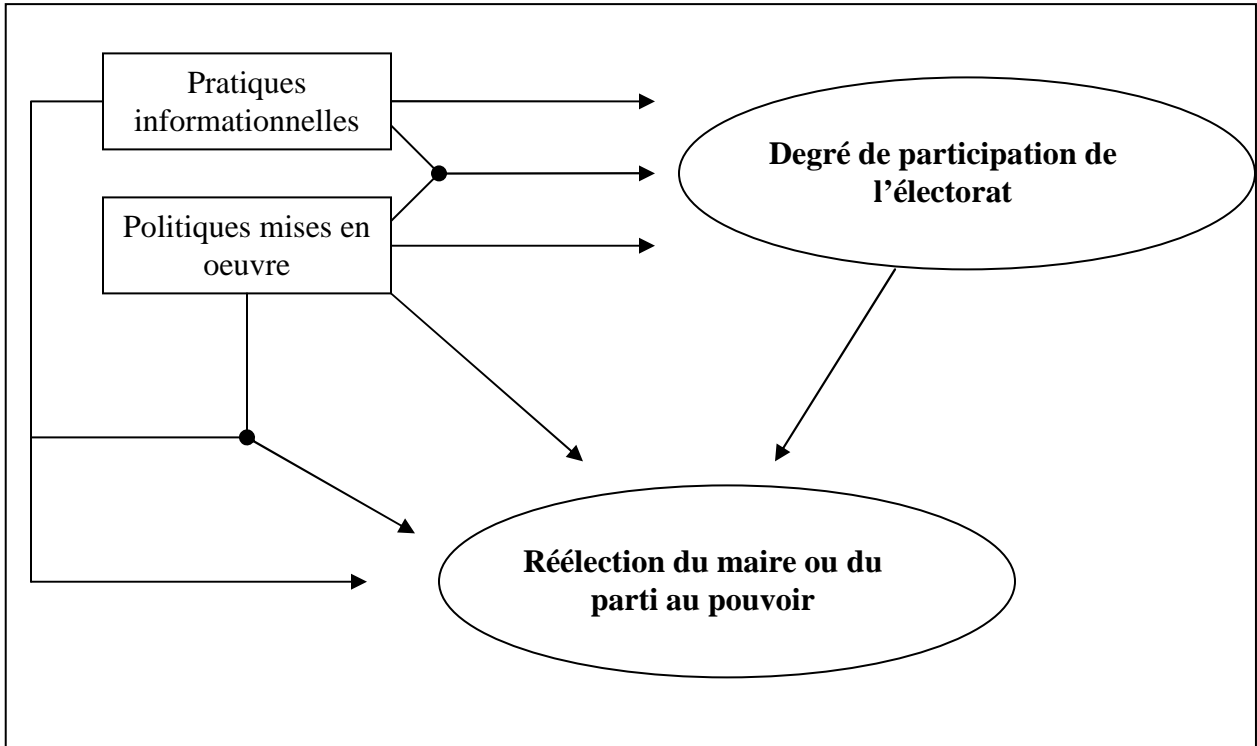 Pratiques
informationnelles
Degré de participation de
l’électorat
Politiques mises en
oeuvre
Réélection du maire ou du
parti au pouvoir